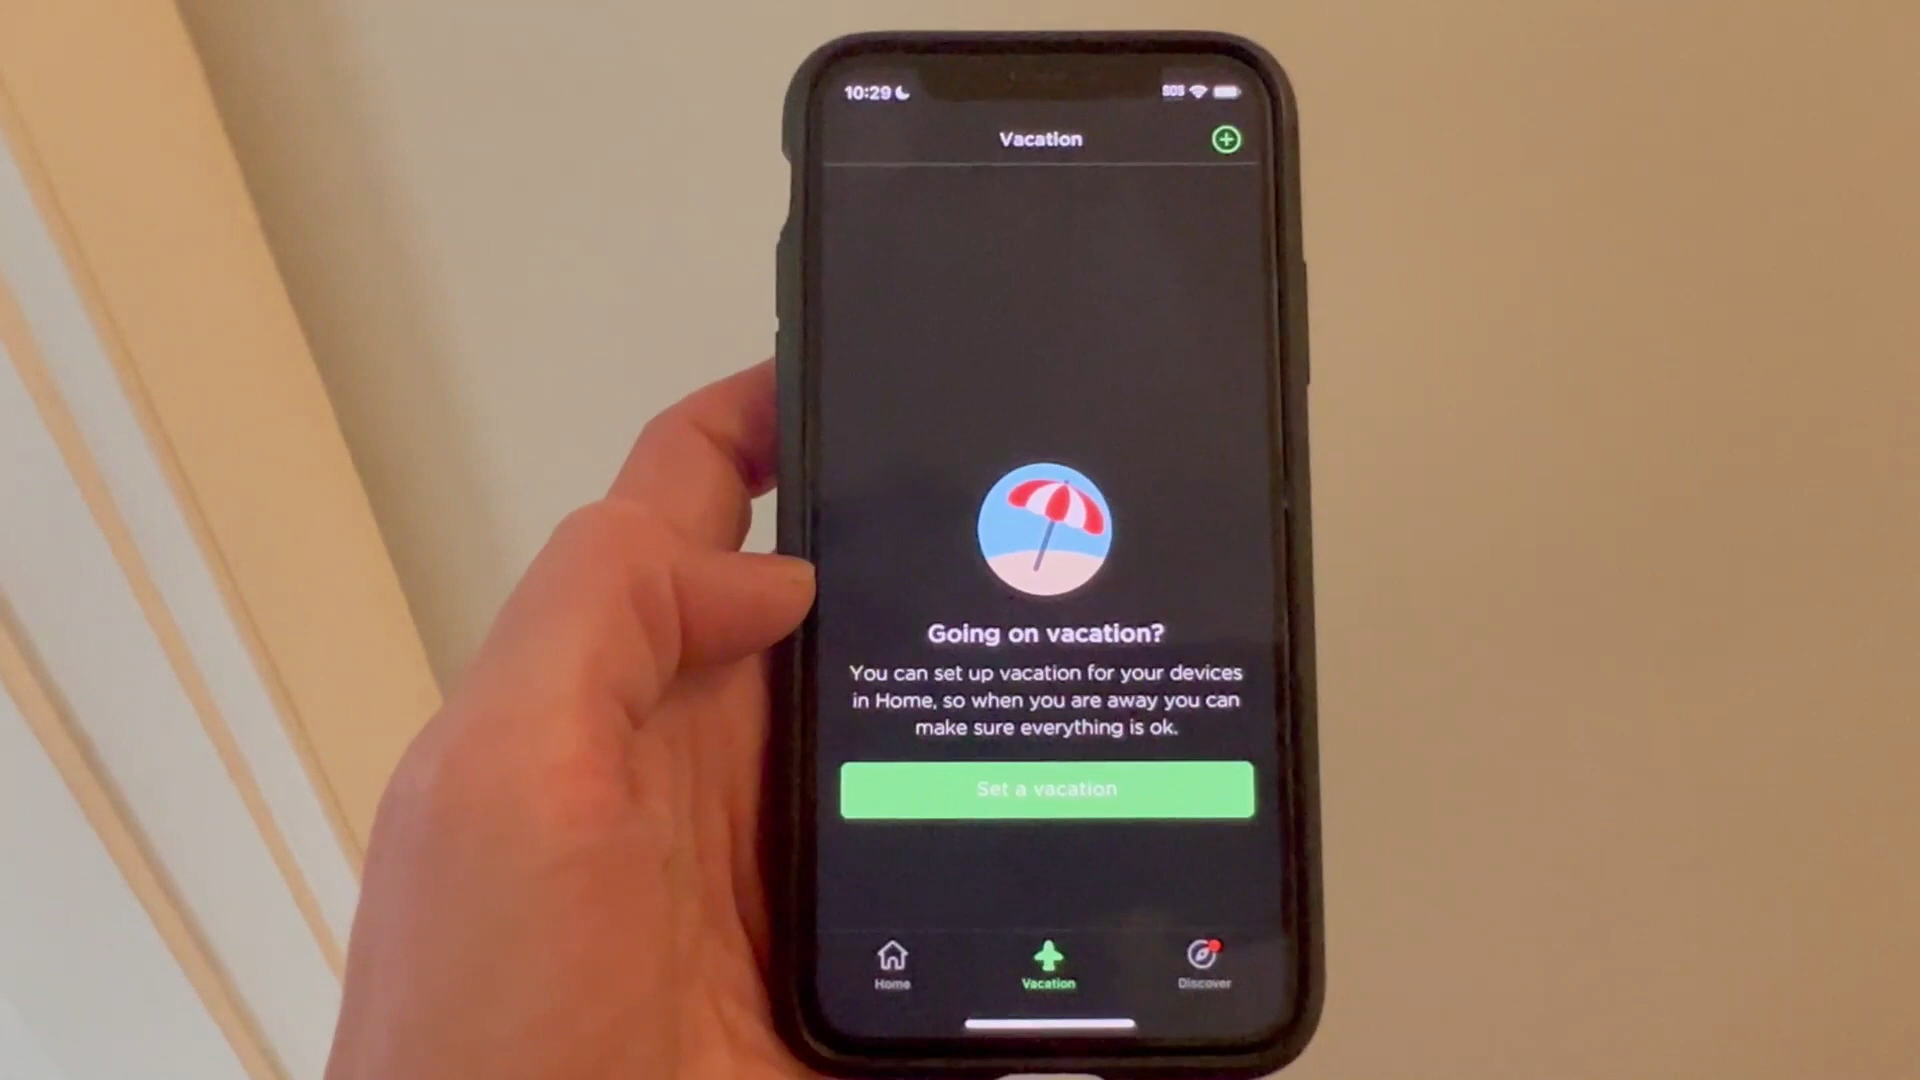 10:29 SOS
Vacation
Going on vacation?
You can set up vacation for your devices
in Home, so when you are away you can
make sure everything is ok.
Set a vacation
Home Vacation Discover